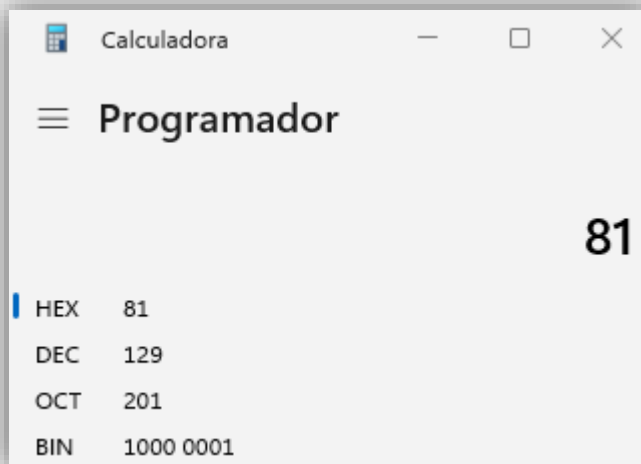 Calculadora
Programador
81
HEX 81
DEC 129
OCT 201
BIN 1000 0001